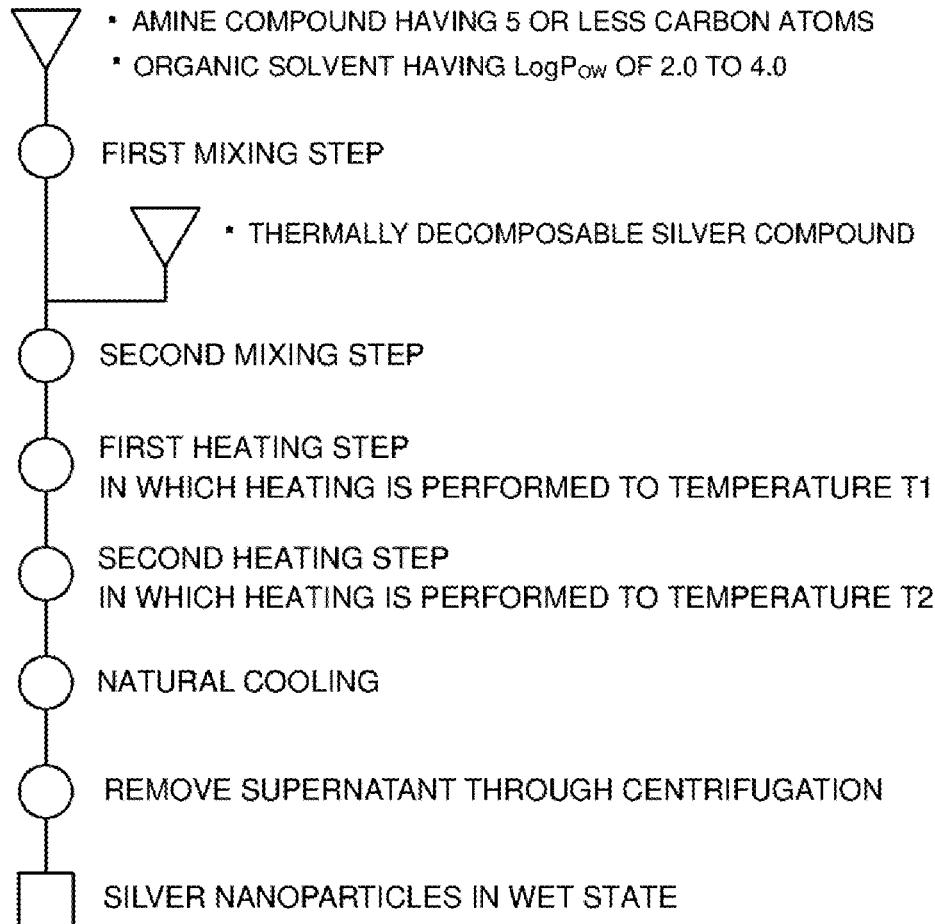 * AMINE COMPOUND HAVING 5 OR LESS CARBON ATOMS
* ORGANIC SOLVENT HAVING LogPOW OF 2.0 TO 4.0
FIRST MIXING STEP
* THERMALLY DECOMPOSABLE SILVER COMPOUND
SECOND MIXING STEP
FIRST HEATING STEP
IN WHICH HEATING IS PERFORMED TO TEMPERATURE T1
SECOND HEATING STEP
IN WHICH HEATING IS PERFORMED TO TEMPERATURE T2
NATURAL COOLING
REMOVE SUPERNATANT THROUGH CENTRIFUGATION
SILVER NANOPARTICLES IN WET STATE